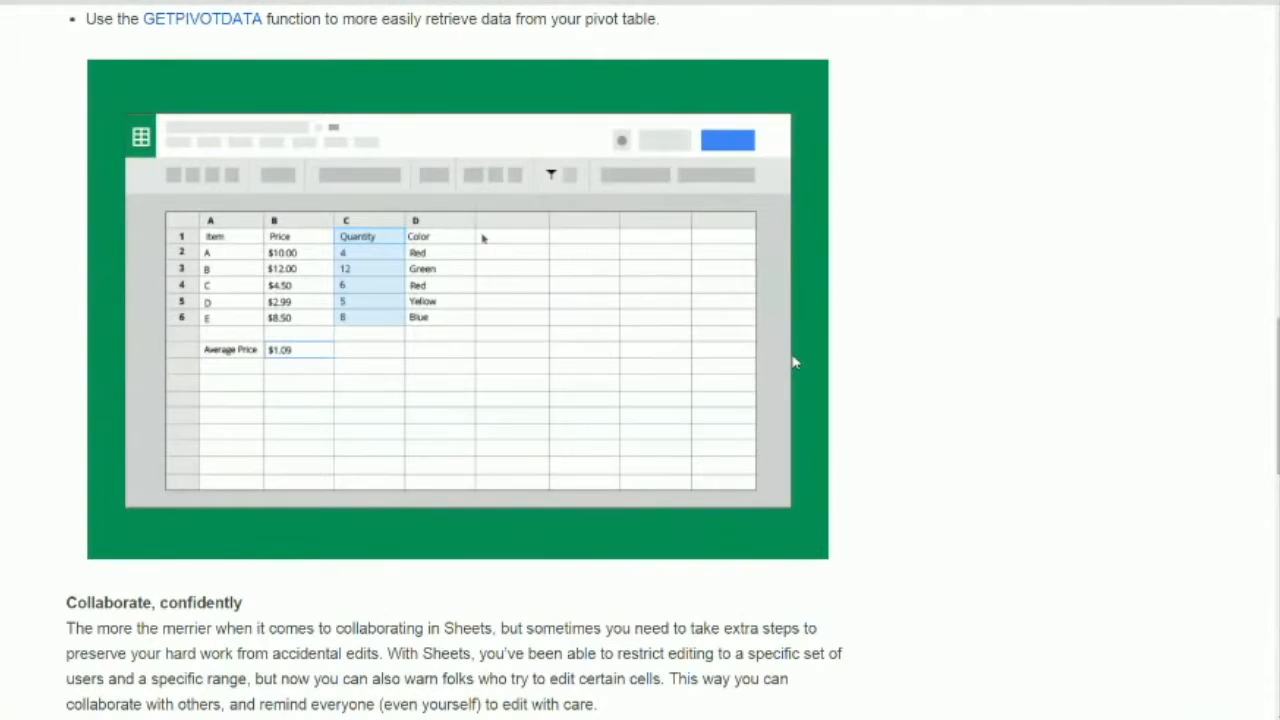 • Use the GETPIVOTDATA function to more easily retrieve data from your pivot table.
A B C D
1 Item Price Quantity Color
2 A $10.00 4 Red
3 B $12.00 12 Green
4 C $4.50 6 Red
5 D $2.99 5 Yellow
6 E $8.50 8 Blue
Average Price $1.09
Collaborate, confidently
The more the merrier when it comes to collaborating in Sheets, but sometimes you need to take extra steps to
preserve your hard work from accidental edits. With Sheets, you've been able to restrict editing to a specific set of
users and a specific range, but now you can also warn folks who try to edit certain cells. This way you can
collaborate with others, and remind everyone (even yourself) to edit with care.